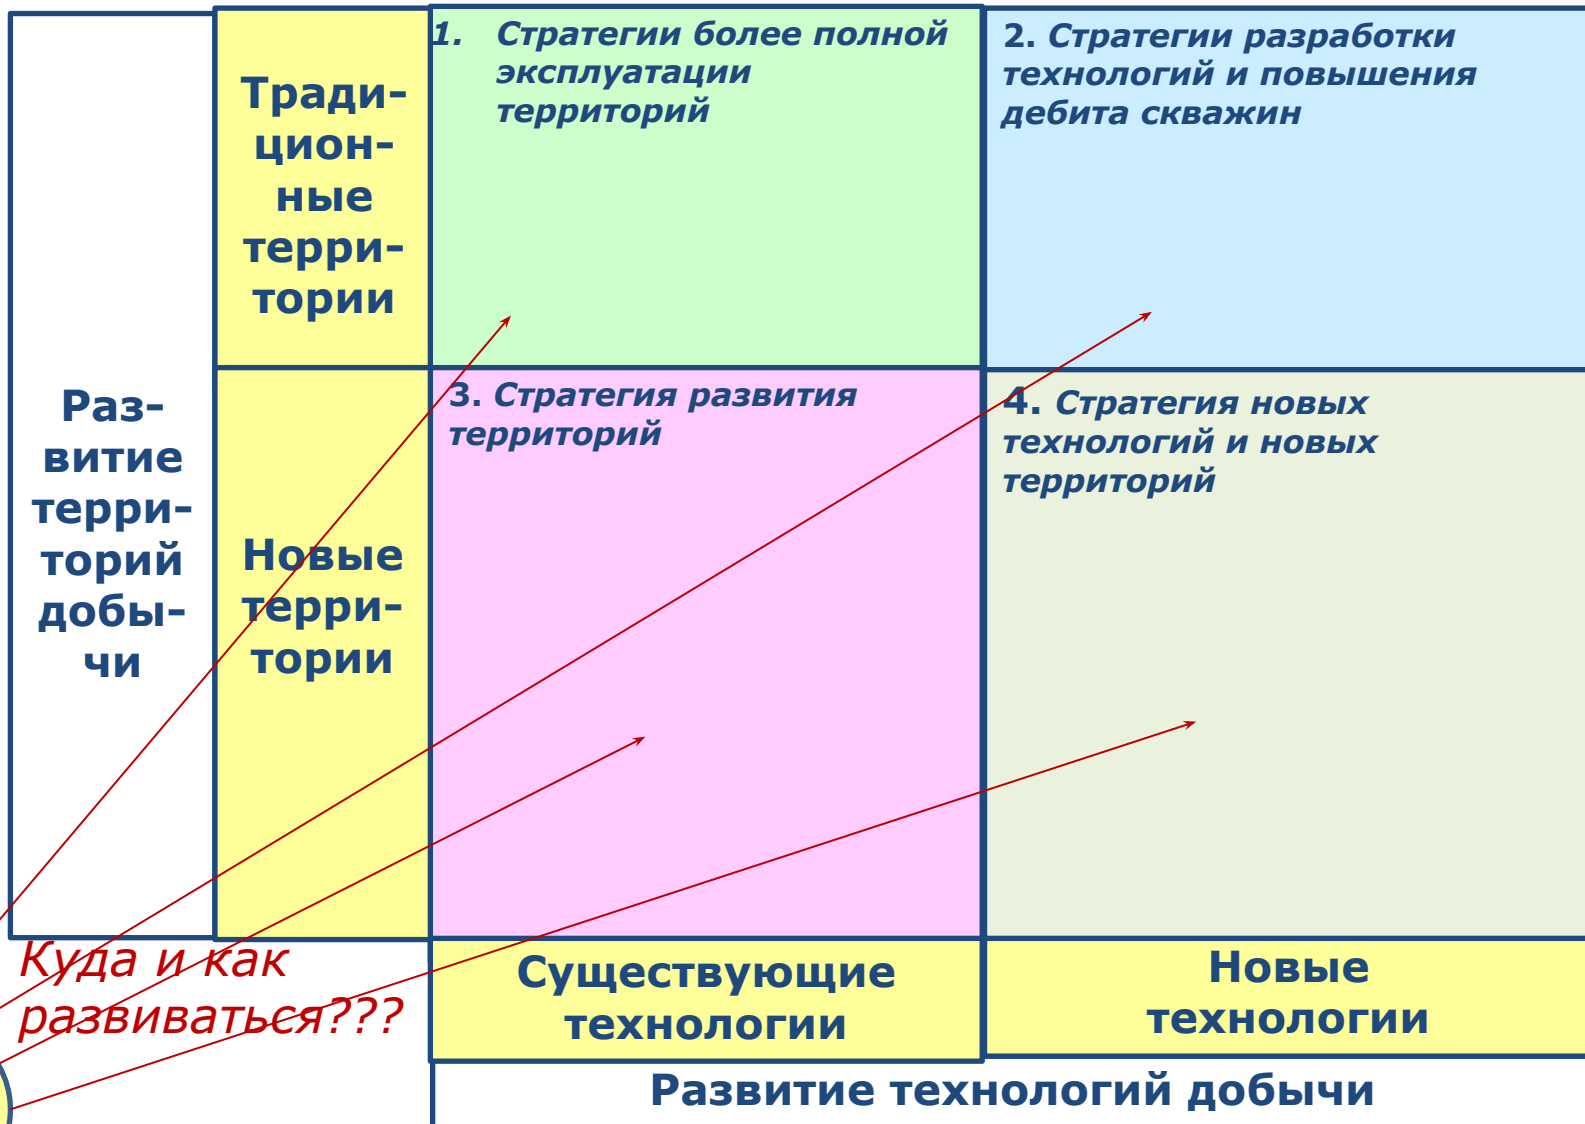 Тради-
цион-
ные
терри-
тории
1. Стратегии более полной
эксплуатации
территорий
2. Стратегии разработки
технологий и повышения
дебита скважин
Раз-
витие
терри-
торий
добы-
чи
Новые
терри-
тории
3. Стратегия развития
территорий
4. Стратегия новых
технологий и новых
территорий
Куда и как
развиваться???
Существующие
технологии
Новые
технологии
Развитие технологий добычи